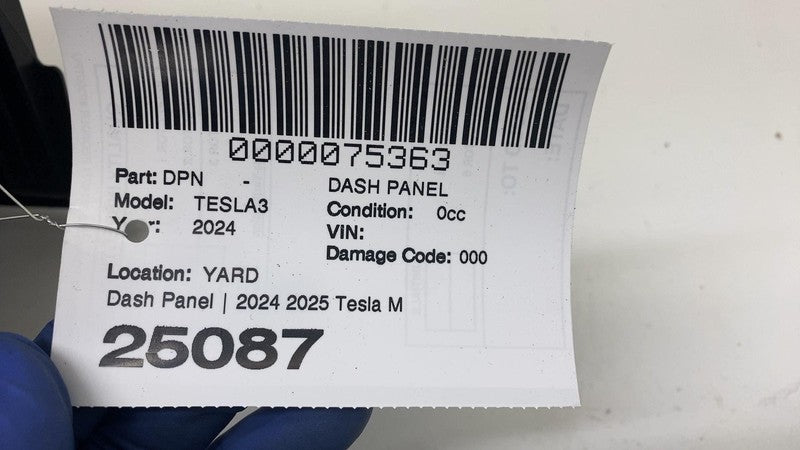 0000075363
Part: DPN - DASH PANEL
Model: TESLA3 Condition: 0cc
Year: 2024 VIN:
Damage Code: 000
Location: YARD
Dash Panel | 2024 2025 Tesla M
25087